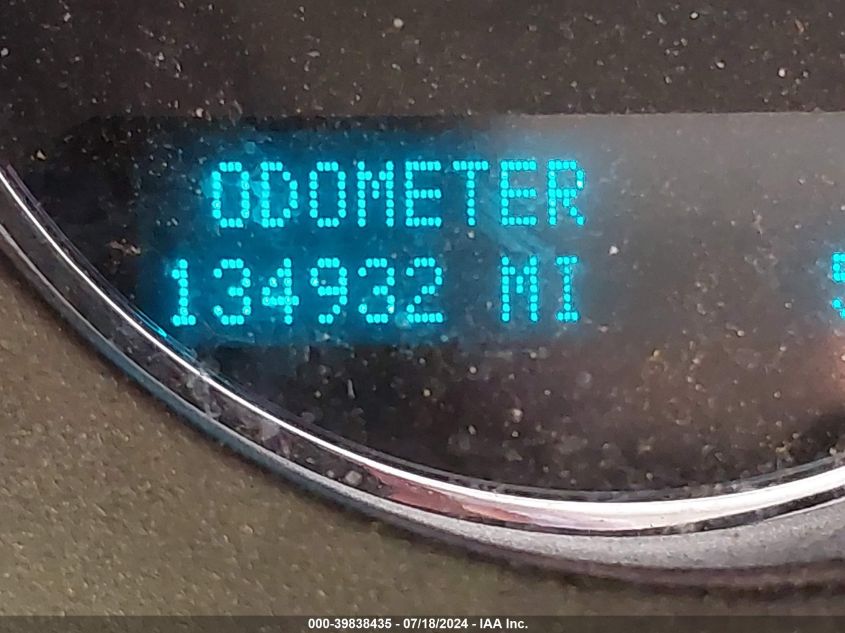 ODOMETER
134932 MI
000-39838435 - 07/18/2024 - IAA Inc.